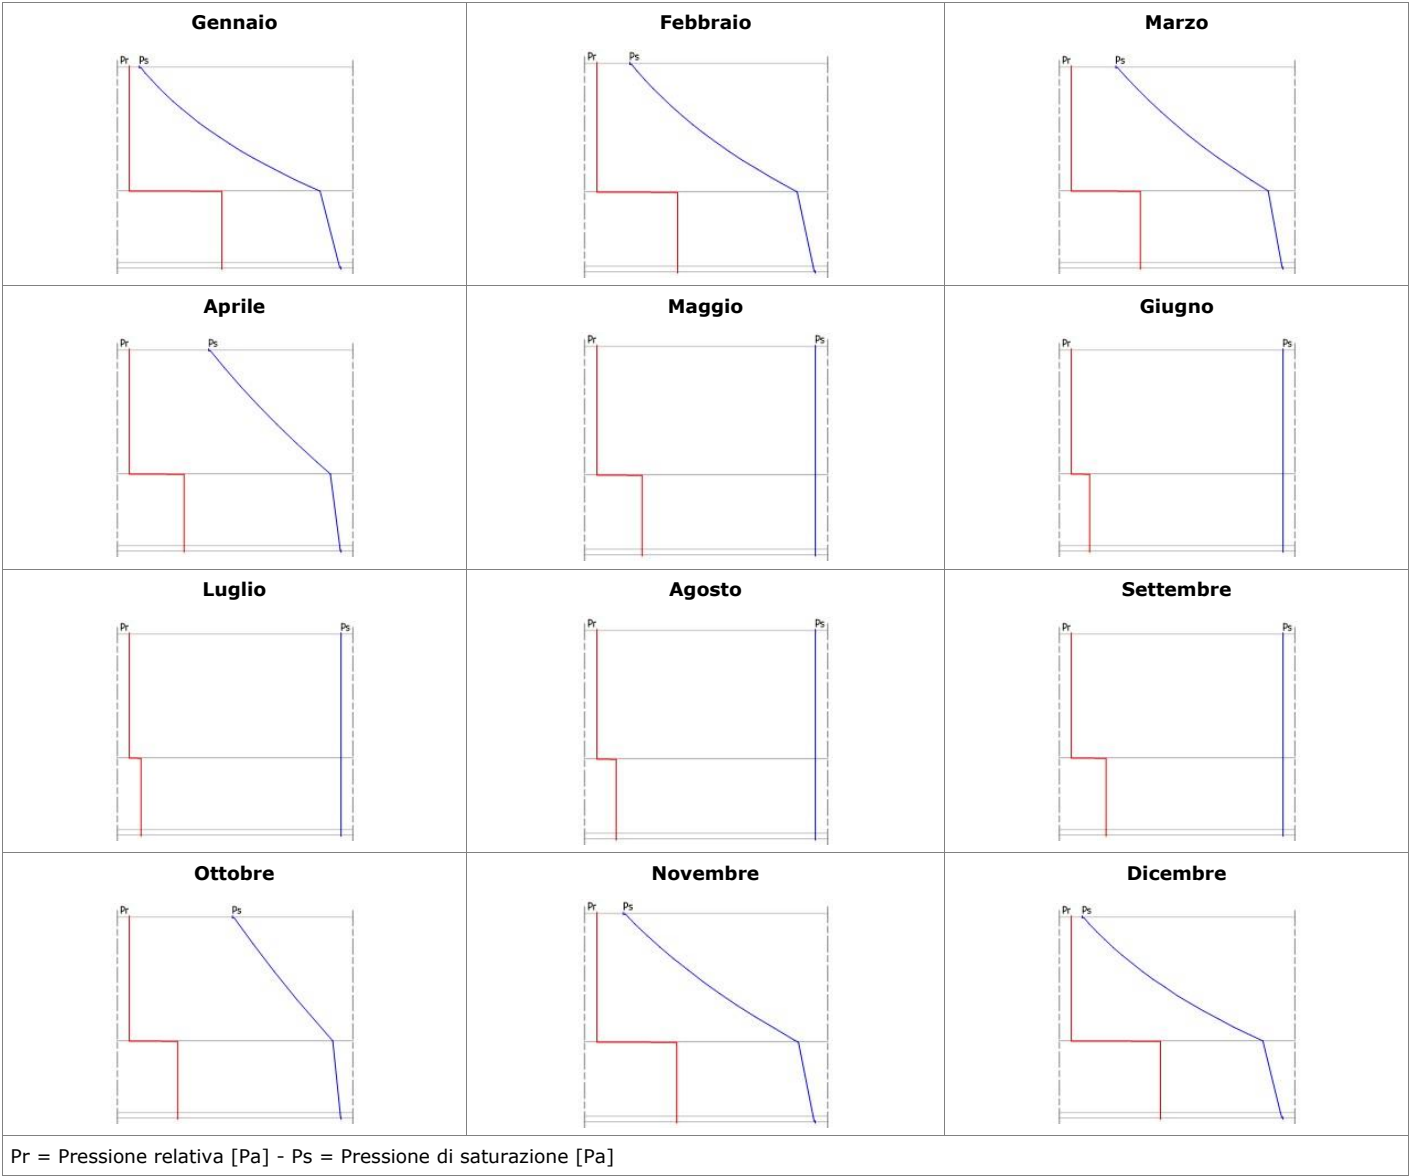 Gennaio Febbraio Marzo
Pr Ps Pr Ps Pr Ps
Aprile Maggio Giugno
Pr Ps Pr Ps Pr Ps
Luglio Agosto Settembre
Pr Ps Pr Ps Pr Ps
Ottobre Novembre Dicembre
Pr Ps Pr Ps Pr Ps
Pr = Pressione relativa [Pa] - Ps = Pressione di saturazione [Pa]